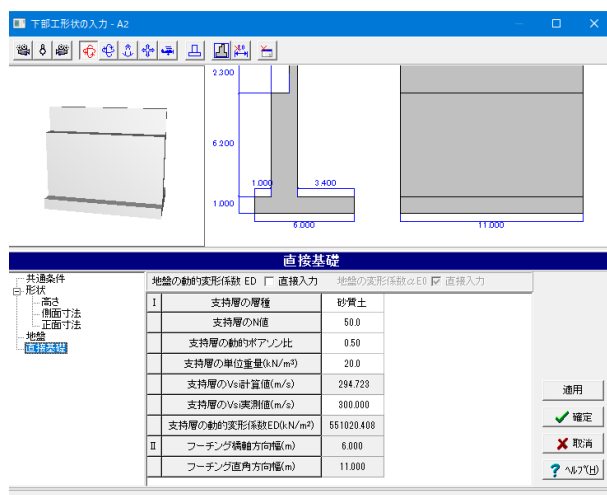 下部工形状の入力 - A2
2.300
6.200
1.000
3.400
1.000
6.000
11.000
直接基礎
共通条件
形状
高さ
側面寸法
正面寸法
地盤
直接基礎
地盤の動的変形係数 ED 直接入力 地盤の変形係数αE0 直接入力
I 支持層の層種 砂質土
支持層のN値 50.0
支持層の動的ポアソン比 0.50
支持層の単位重量(kN/m³) 20.0
支持層のVsi計算値(m/s) 294.723
支持層のVsi実測値(m/s) 300.000
支持層の動的変形係数ED(kN/m²) 551020.408
II フーチング橋軸方向幅(m) 6.000
フーチング直角方向幅(m) 11.000
適用
確定
取消
ヘルプ(H)